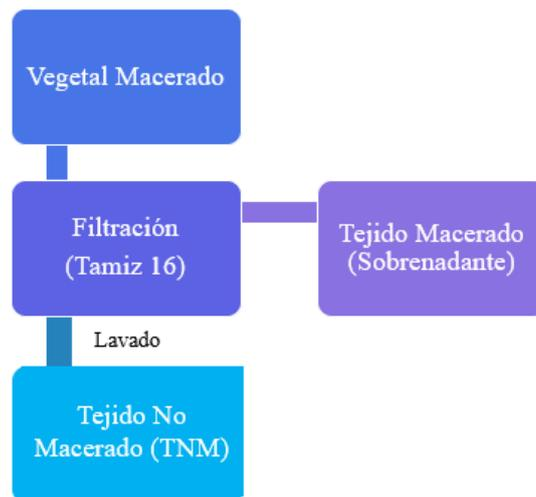 Vegetal Macerado
Filtración
(Tamiz 16)
Tejido Macerado
(Sobrenadante)
Lavado
Tejido No
Macerado (TNM)